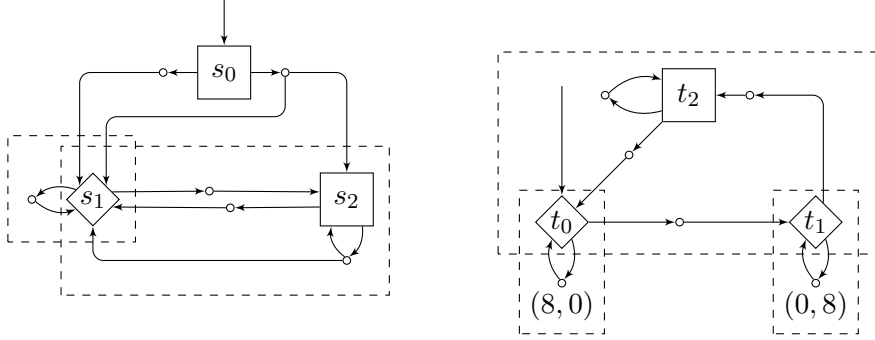 s₀
s₁
s₂
t₂
t₀
t₁
(8, 0)
(0, 8)